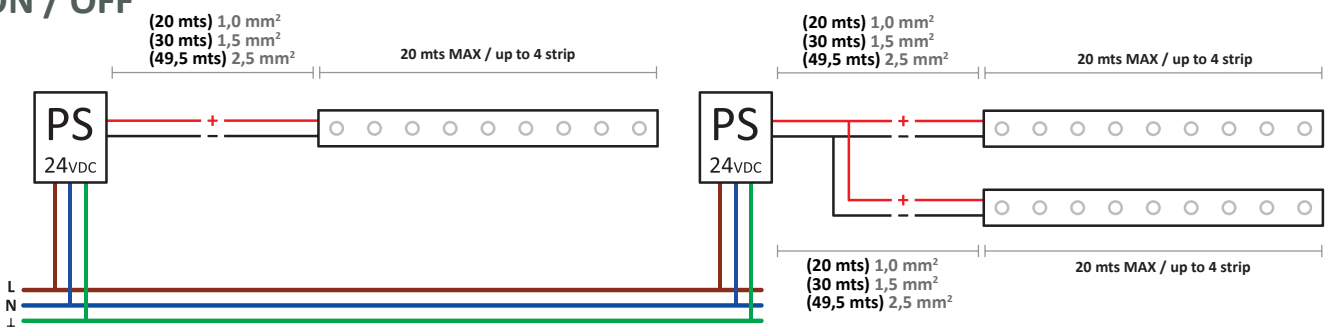 ON / OFF
(20 mts) 1,0 mm²
(30 mts) 1,5 mm²
(49,5 mts) 2,5 mm²
20 mts MAX / up to 4 strip
PS
24VDC
+
−
(20 mts) 1,0 mm²
(30 mts) 1,5 mm²
(49,5 mts) 2,5 mm²
20 mts MAX / up to 4 strip
PS
24VDC
+
−
+
−
(20 mts) 1,0 mm²
(30 mts) 1,5 mm²
(49,5 mts) 2,5 mm²
20 mts MAX / up to 4 strip
L
N
⊥